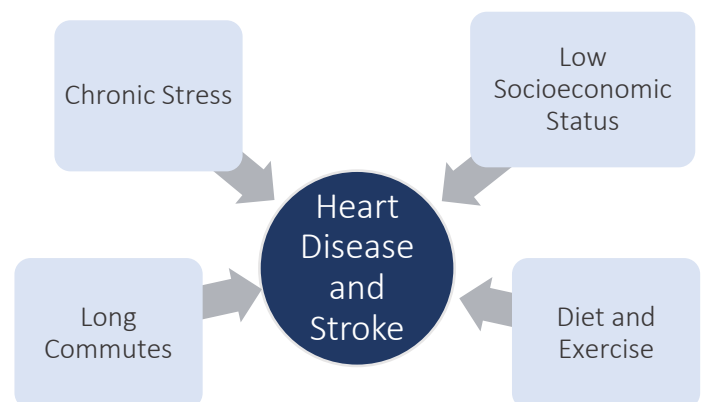 Chronic Stress
Low
Socioeconomic
Status
Heart
Disease
and
Stroke
Long
Commutes
Diet and
Exercise